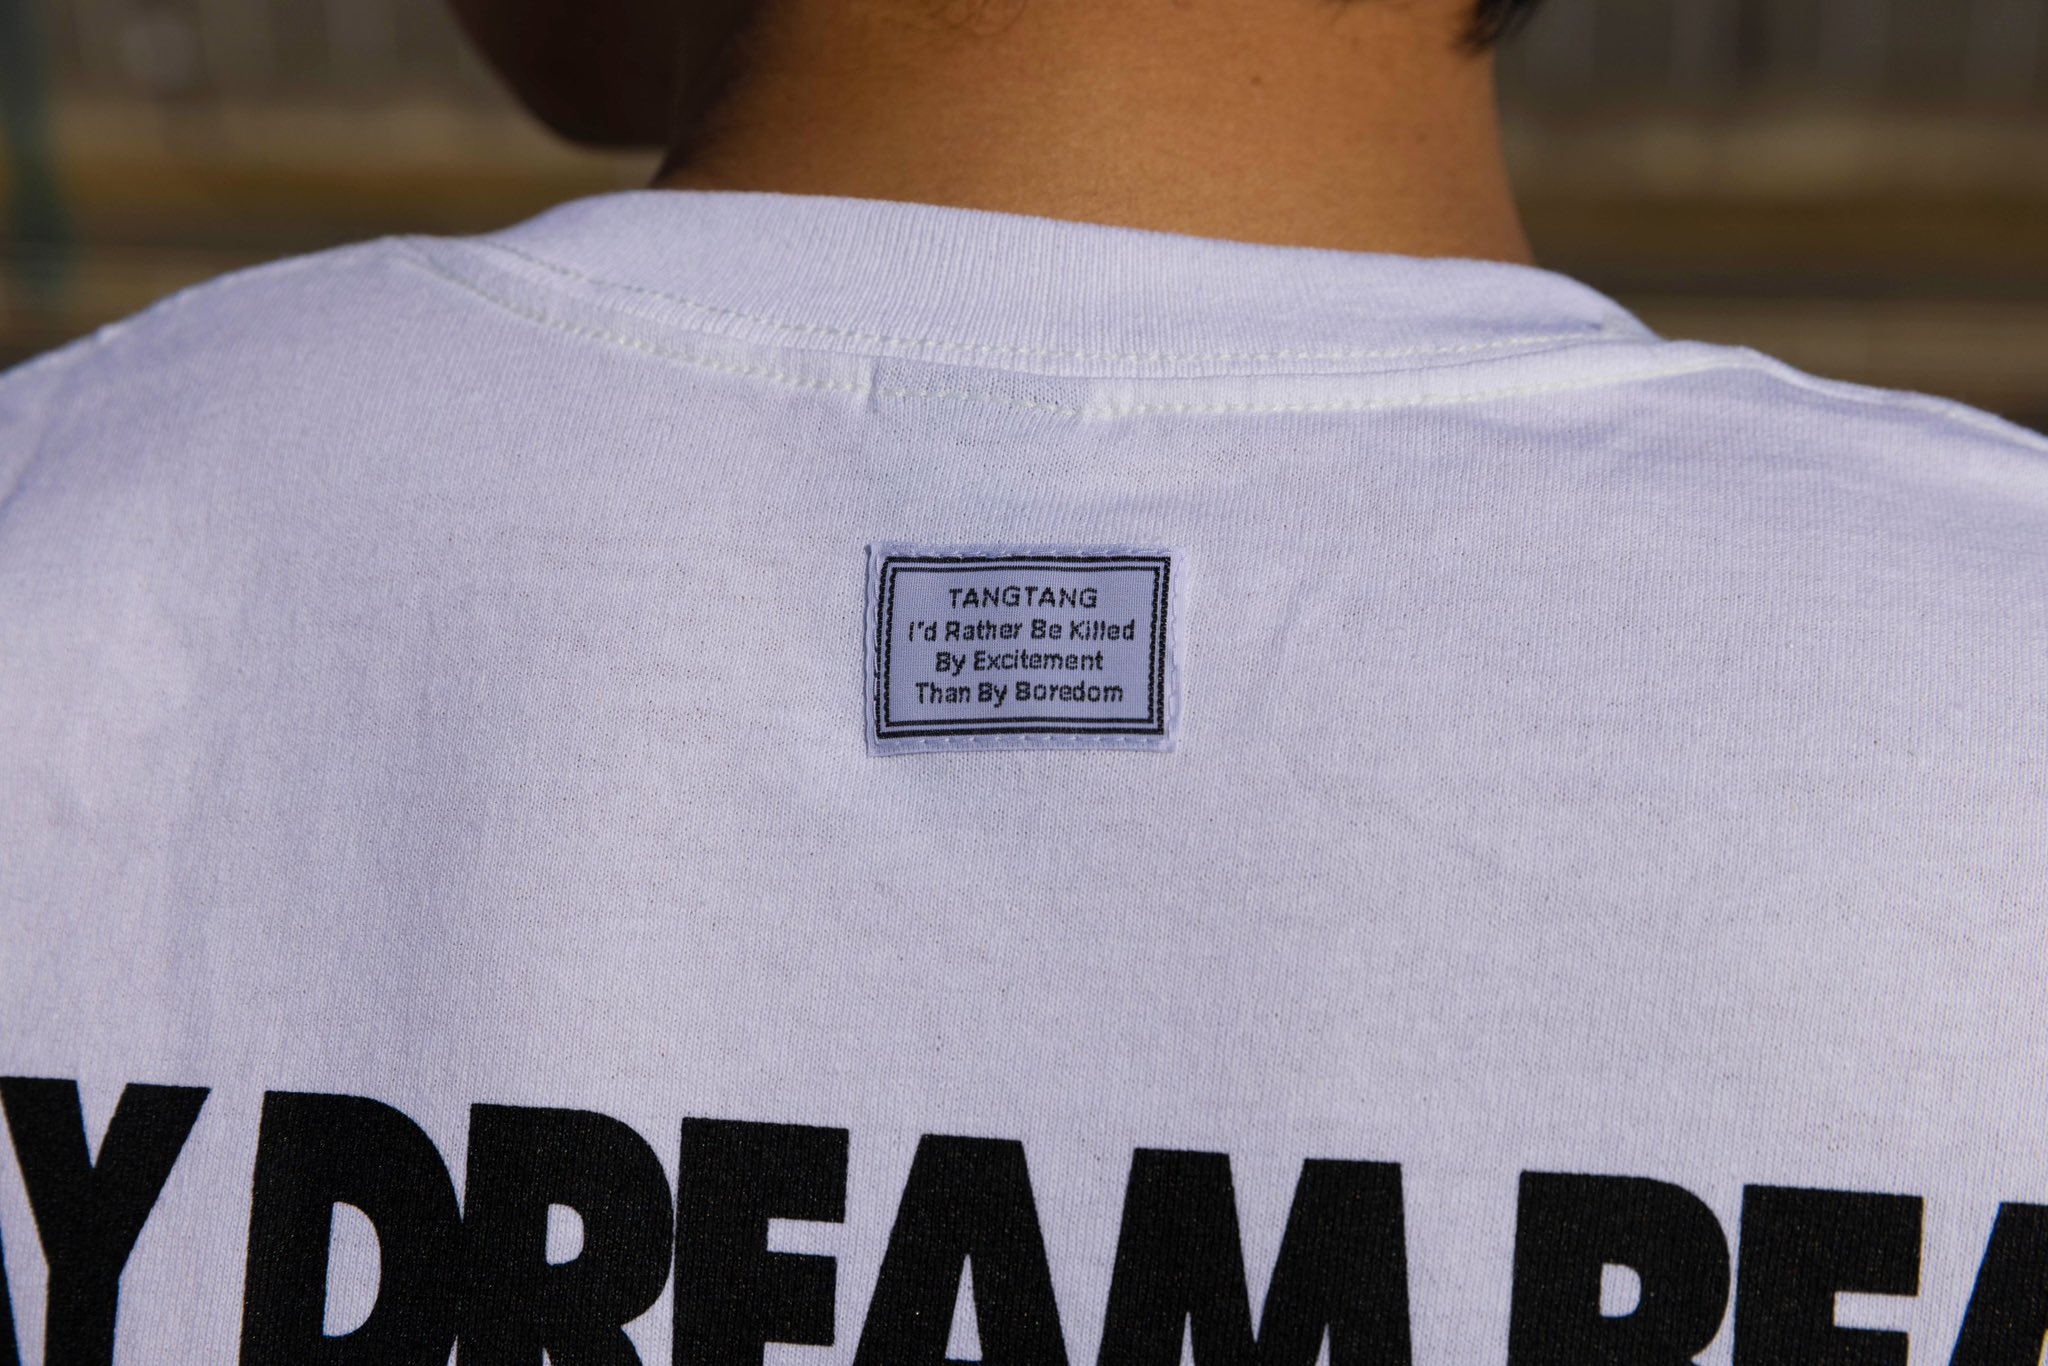 TANGTANG
I'd Rather Be Killed
By Excitement
Than By Boredom
DREAM